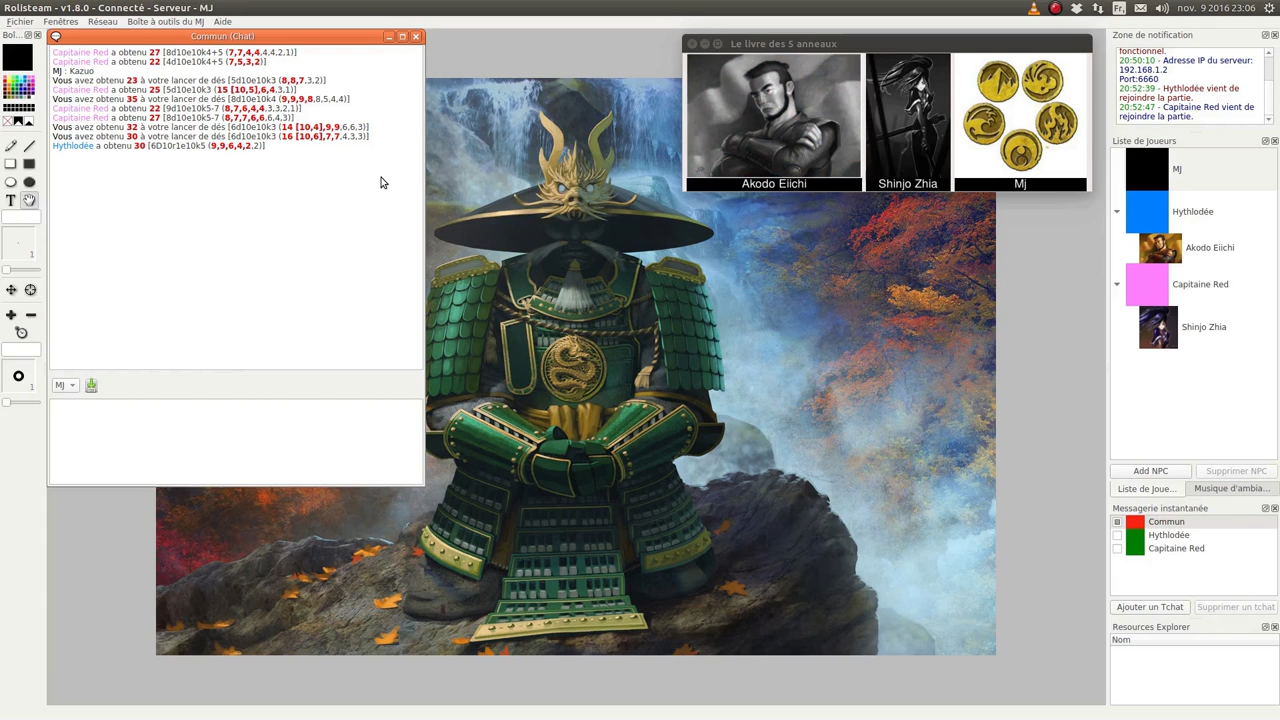 Rolisteam - v1.8.0 - Connecté - Serveur - MJ
Fr
nov. 9 2016 23:06
Fichier Fenêtres Réseau Boîte à outils du MJ Aide
Boî...
Commun (Chat)
Capitaine Red a obtenu 27 [8d10e10k4+5 (7,7,4,4,4,4,2,1)]
Capitaine Red a obtenu 22 [4d10e10k4+5 (7,5,3,2)]
MJ : Kazuo
Vous avez obtenu 23 à votre lancer de dés [5d10e10k3 (8,8,7,3,2)]
Capitaine Red a obtenu 25 [5d10e10k3 (15 [10,5],6,4,3,1)]
Vous avez obtenu 35 à votre lancer de dés [8d10e10k4 (9,9,9,8,8,5,4,4)]
Capitaine Red a obtenu 22 [9d10e10k5-7 (8,7,6,4,4,3,3,2,1)]
Capitaine Red a obtenu 27 [8d10e10k5-7 (8,7,7,6,6,6,4,3)]
Vous avez obtenu 32 à votre lancer de dés [6d10e10k3 (14 [10,4],9,9,6,6,3)]
Vous avez obtenu 30 à votre lancer de dés [6d10e10k3 (16 [10,6],7,7,4,3,3)]
Hythlodée a obtenu 30 [6D10r1e10k5 (9,9,6,4,2,2)]
MJ
T
1
1
Le livre des 5 anneaux
Akodo Eiichi
Shinjo Zhia
Mj
Zone de notification
fonctionnel.
20:50:10 - Adresse IP du serveur:
192.168.1.2
Port:6660
20:52:39 - Hythlodée vient de
rejoindre la partie.
20:52:47 - Capitaine Red vient de
rejoindre la partie.
Liste de Joueurs
MJ
Hythlodée
Akodo Eiichi
Capitaine Red
Shinjo Zhia
Add NPC
Supprimer NPC
Liste de Joue...
Musique d'ambia...
Messagerie instantanée
Commun
Hythlodée
Capitaine Red
Ajouter un Tchat
Supprimer un tchat
Resources Explorer
Nom